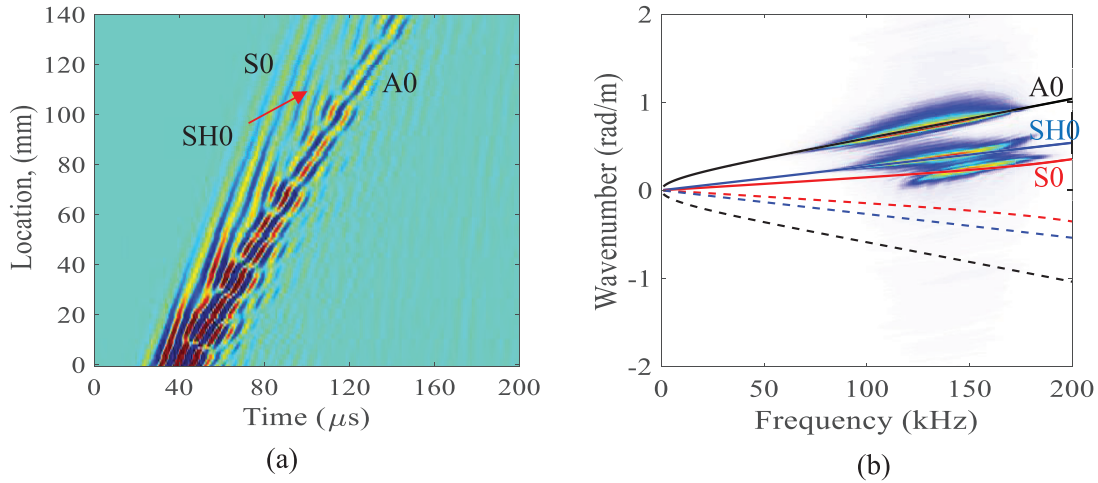 140
120
100
80
60
40
20
0
Location, (mm)
S0
SH0
A0
0
40
80
120
160
200
Time (μs)
(a)
2
1
0
-1
-2
Wavenumber (rad/m)
A0
SH0
S0
0
50
100
150
200
Frequency (kHz)
(b)